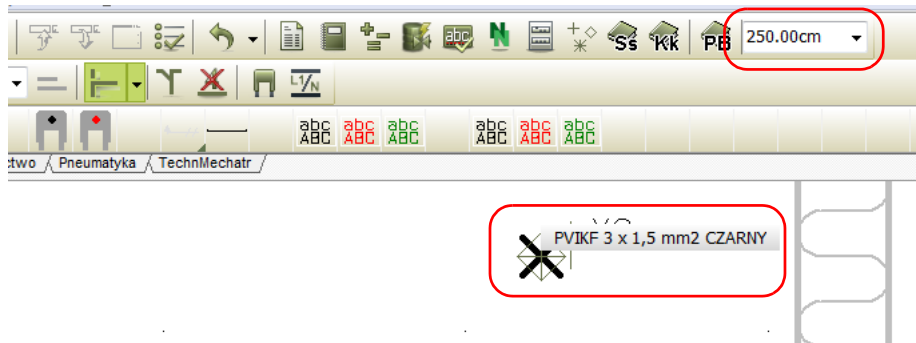 Ss KK PB 250.00cm
L1/N
abc abc abc abc abc abc
ABC ABC ABC ABC ABC ABC
ctwo Pneumatyka TechnMechatr
PVIKF 3 x 1,5 mm2 CZARNY